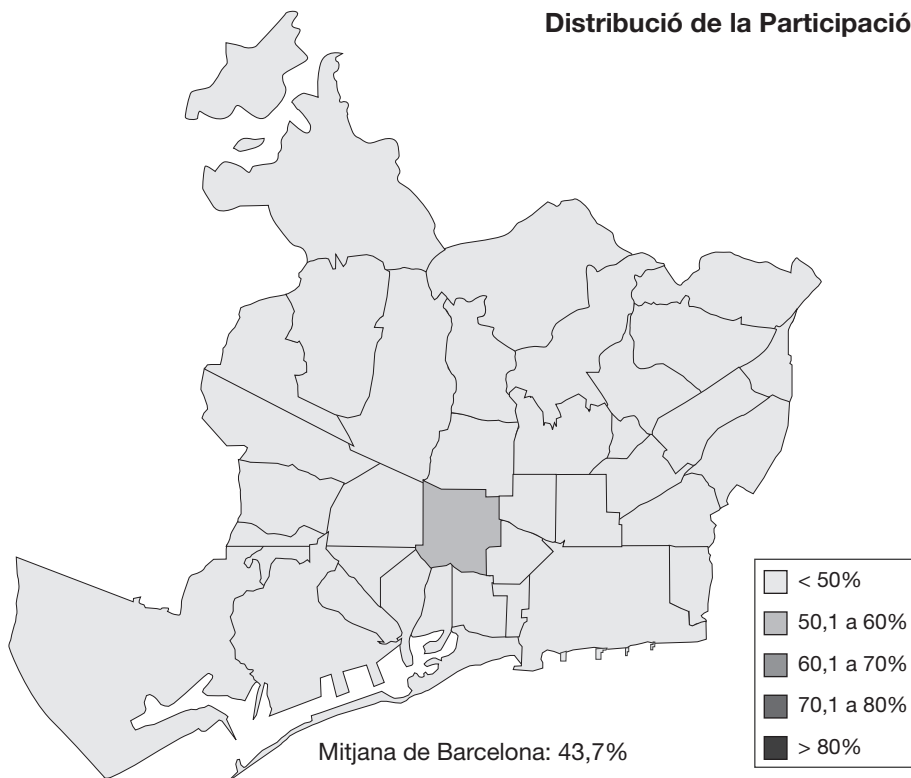 Distribució de la Participació
< 50%
50,1 a 60%
60,1 a 70%
70,1 a 80%
> 80%
Mitjana de Barcelona: 43,7%